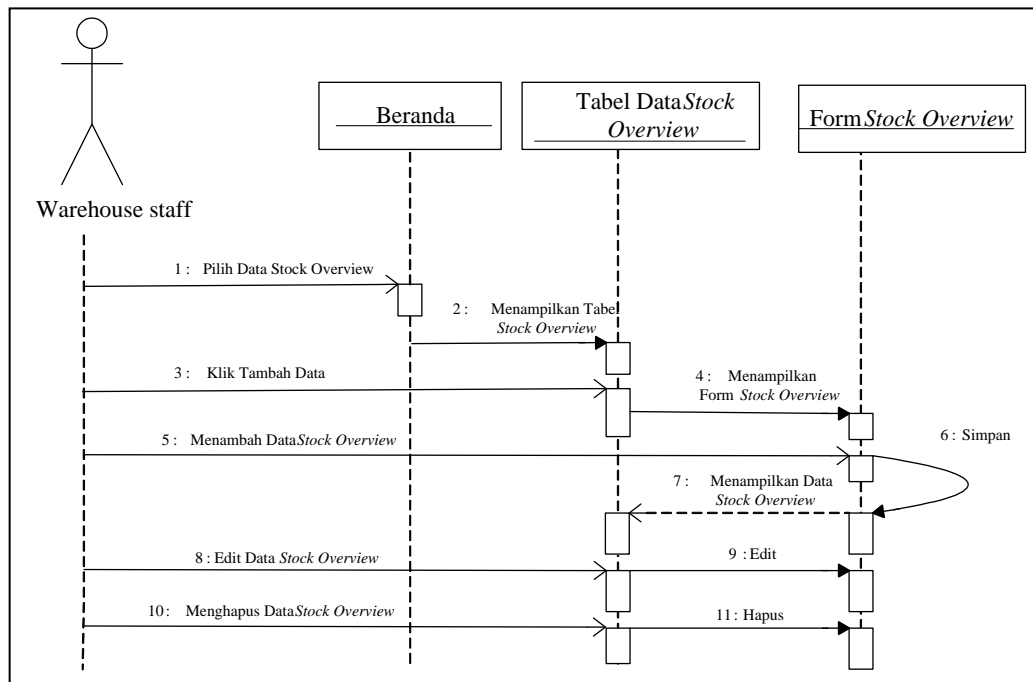 Beranda
Tabel Data Stock
Overview
Form Stock Overview
Warehouse staff
1 : Pilih Data Stock Overview
2 : Menampilkan Tabel
Stock Overview
3 : Klik Tambah Data
4 : Menampilkan
Form Stock Overview
5 : Menambah Data Stock Overview
6 : Simpan
7 : Menampilkan Data
Stock Overview
8 : Edit Data Stock Overview
9 : Edit
10 : Menghapus Data Stock Overview
11 : Hapus